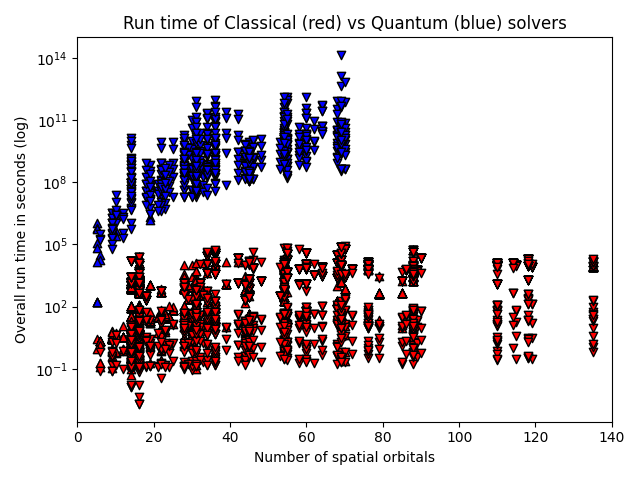 Run time of Classical (red) vs Quantum (blue) solvers
Overall run time in seconds (log)
10^14
10^11
10^8
10^5
10^2
10^-1
0 20 40 60 80 100 120 140
Number of spatial orbitals